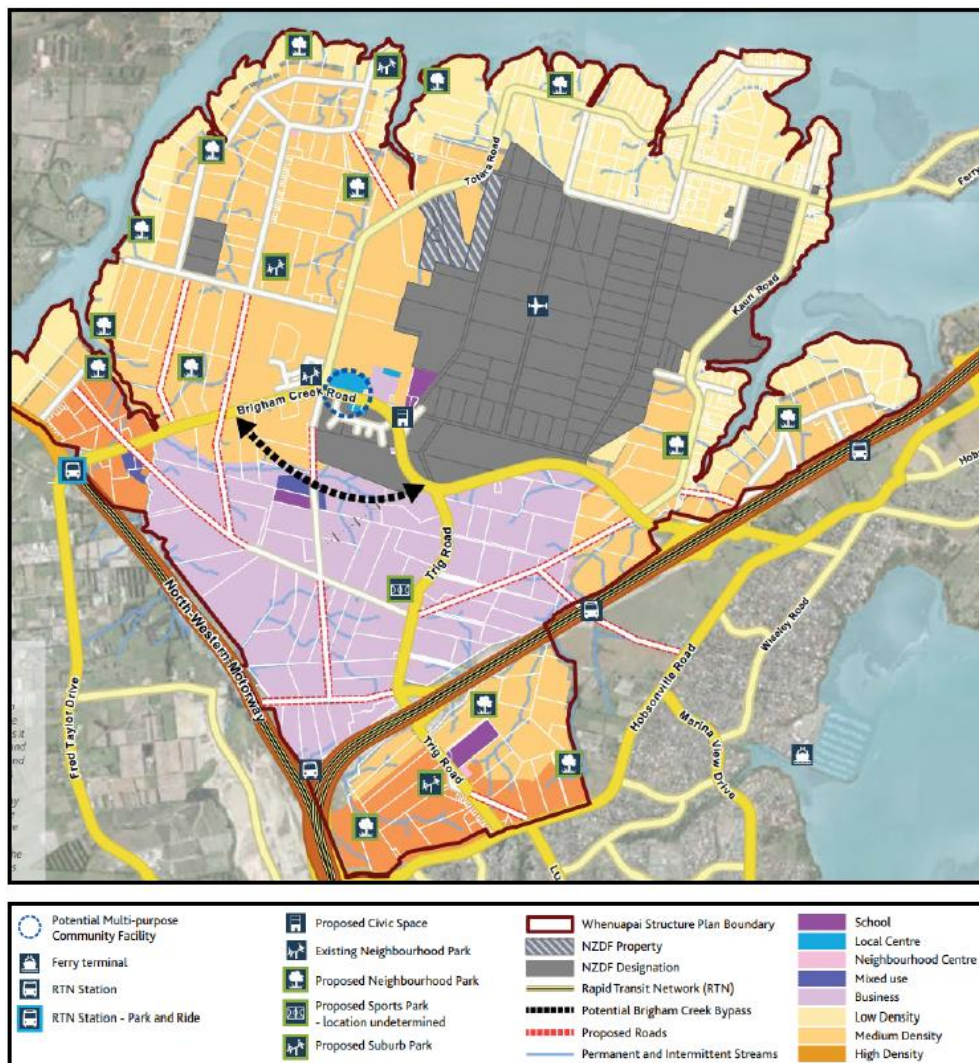 Totara Road
Ferry
Kauri Road
Brigham Creek Road
Trig Road
North-Western Motorway
Fred Taylor Drive
Hobsonville Road
Wiseley Road
Marina View Drive
Trig Road
Potential Multi-purpose
Community Facility
Ferry terminal
RTN Station
RTN Station - Park and Ride
Proposed Civic Space
Existing Neighbourhood Park
Proposed Neighbourhood Park
Proposed Sports Park
- location undetermined
Proposed Suburb Park
Whenuapai Structure Plan Boundary
NZDF Property
NZDF Designation
Rapid Transit Network (RTN)
Potential Brigham Creek Bypass
Proposed Roads
Permanent and Intermittent Streams
School
Local Centre
Neighbourhood Centre
Mixed use
Business
Low Density
Medium Density
High Density